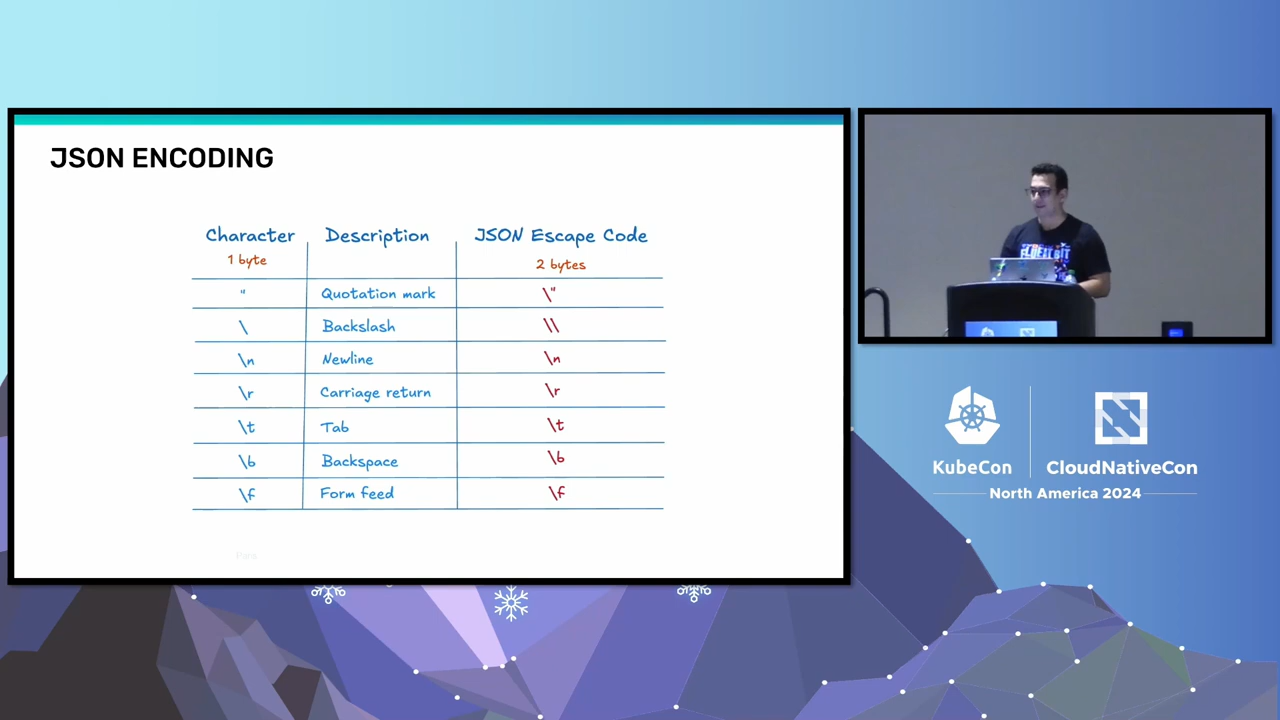 JSON ENCODING
Character Description JSON Escape Code
1 byte 2 bytes
" Quotation mark \"
\ Backslash \\
\n Newline \n
\r Carriage return \r
\t Tab \t
\b Backspace \b
\f Form feed \f
KubeCon CloudNativeCon
North America 2024